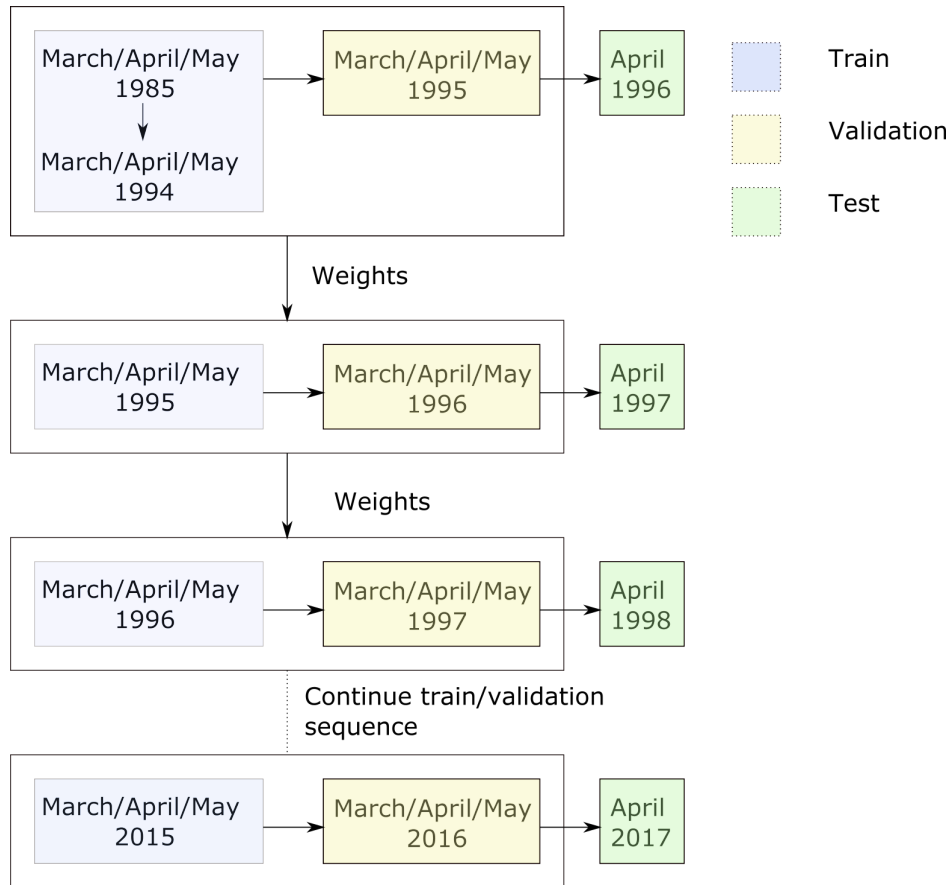 March/April/May
1985
March/April/May
1994
March/April/May
1995
April
1996
Train
Validation
Test
Weights
March/April/May
1995
March/April/May
1996
April
1997
Weights
March/April/May
1996
March/April/May
1997
April
1998
Continue train/validation
sequence
March/April/May
2015
March/April/May
2016
April
2017